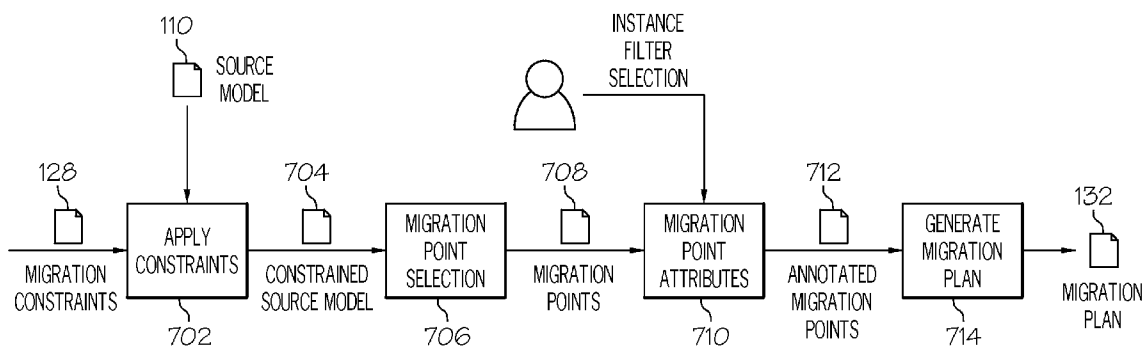 110
SOURCE
MODEL
INSTANCE
FILTER
SELECTION
128
704
708
712
132
APPLY
CONSTRAINTS
MIGRATION
POINT
SELECTION
MIGRATION
POINT
ATTRIBUTES
GENERATE
MIGRATION
PLAN
MIGRATION
CONSTRAINTS
CONSTRAINED
SOURCE MODEL
MIGRATION
POINTS
ANNOTATED
MIGRATION
POINTS
MIGRATION
PLAN
702
706
710
714